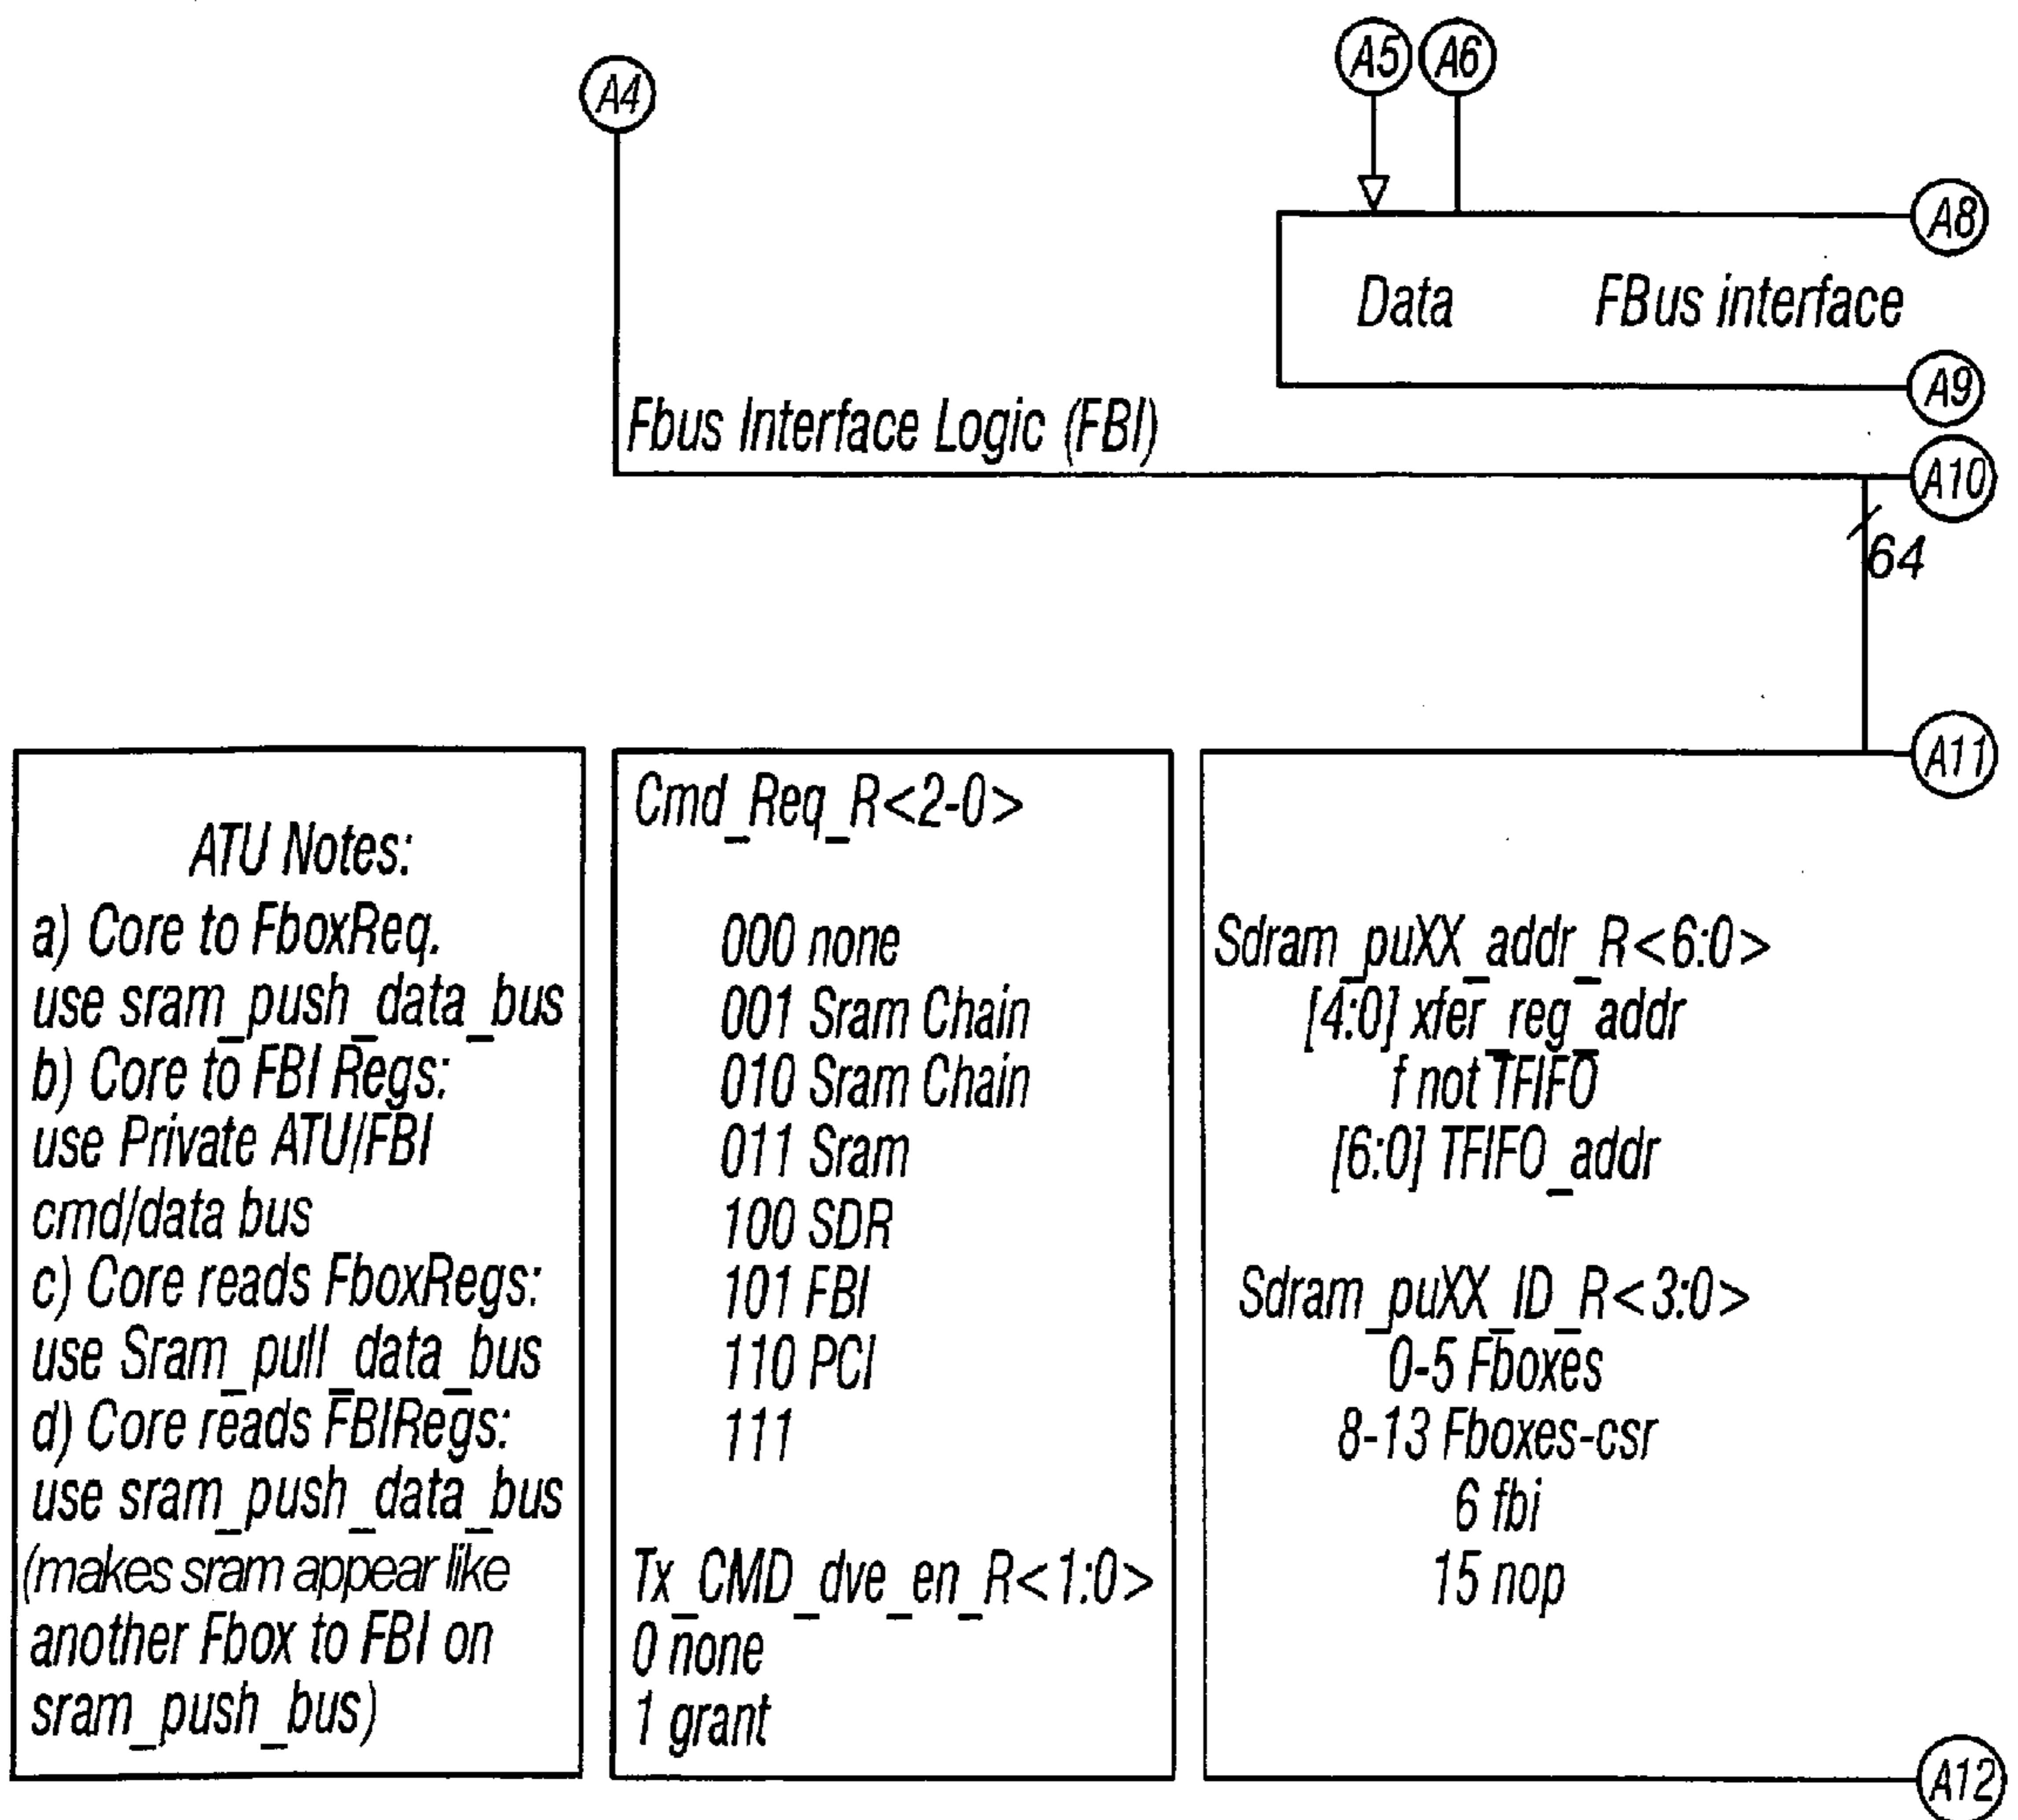 A4
A5
A6
A8
Data
FBus interface
A9
Fbus Interface Logic (FBI)
A10
64
A11
ATU Notes:
a) Core to FboxReq.
use sram_push_data_bus
b) Core to FBI Regs:
use Private ATU/FBI
cmd/data bus
c) Core reads FboxRegs:
use Sram_pull_data_bus
d) Core reads FBIRegs:
use sram_push_data_bus
(makes sram appear like
another Fbox to FBI on
sram_push_bus)
Cmd_Req_R<2-0>
000 none
001 Sram Chain
010 Sram Chain
011 Sram
100 SDR
101 FBI
110 PCI
111
Tx_CMD_dve_en_R<1:0>
0 none
1 grant
Sdram_puXX_addr_R<6:0>
[4:0] xfer_reg_addr
f not TFIFO
[6:0] TFIFO_addr
Sdram_puXX_ID_R<3:0>
0-5 Fboxes
8-13 Fboxes-csr
6 fbi
15 nop
A12